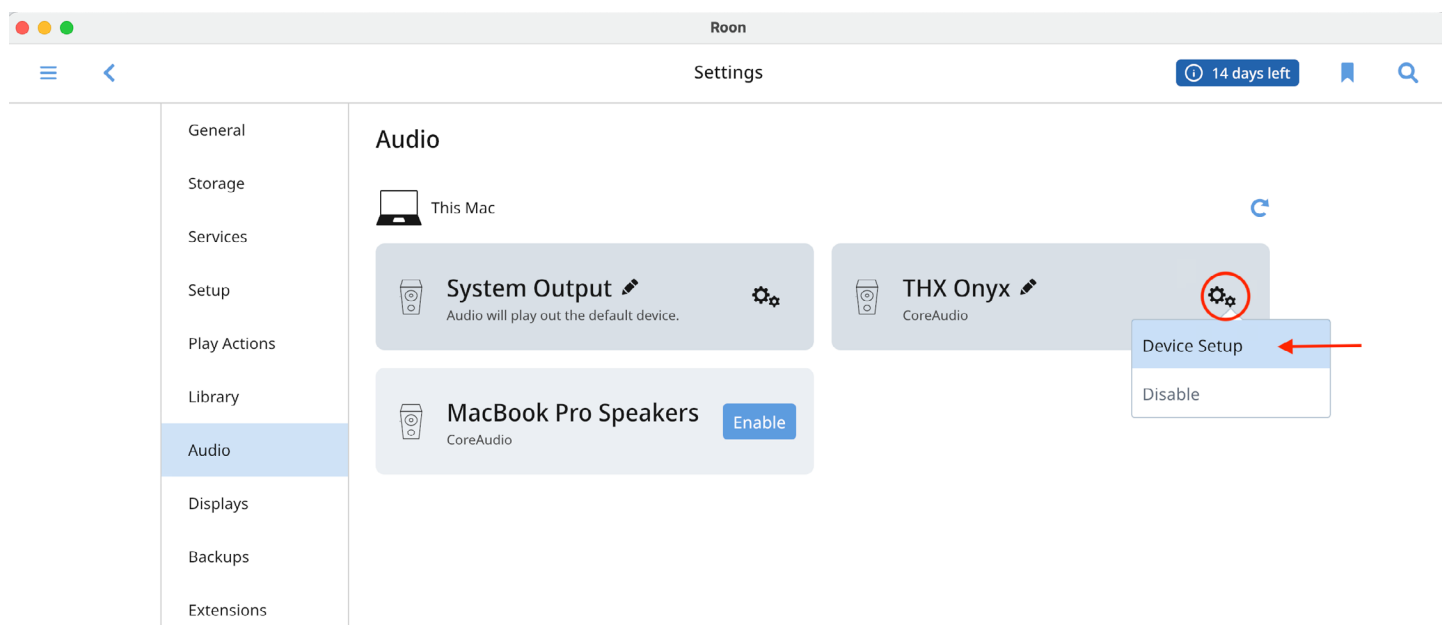 Roon
Settings
14 days left
General
Storage
Services
Setup
Play Actions
Library
Audio
Displays
Backups
Extensions
Audio
This Mac
System Output
Audio will play out the default device.
THX Onyx
CoreAudio
Device Setup
Disable
MacBook Pro Speakers
CoreAudio
Enable